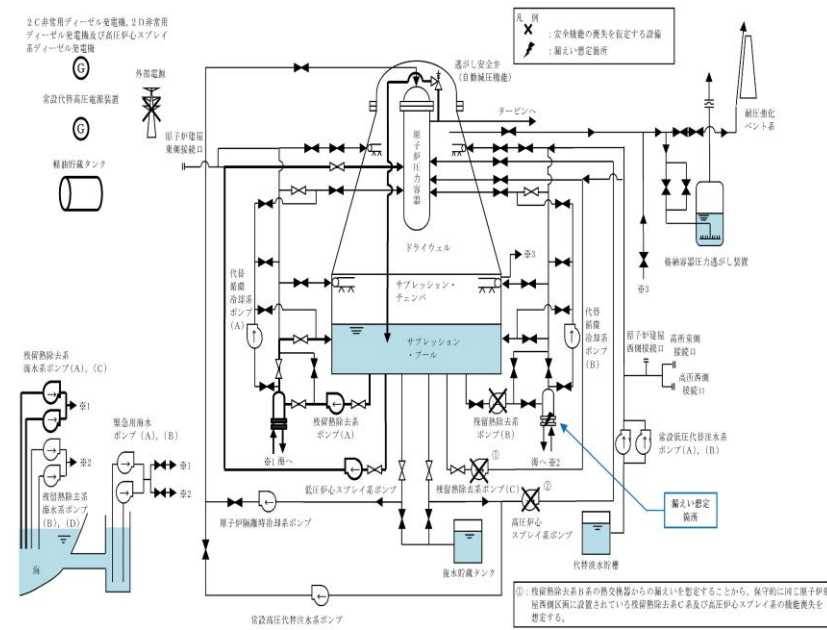 2C非常用ディーゼル発電機,2D非常用
ディーゼル発電機及び高圧炉心スプレイ
系ディーゼル発電機
G
常設代替高圧電源装置
G
軽油貯蔵タンク
外部電源
原子炉建屋
東側接続口
凡 例
:安全機能の喪失を仮定する設備
:漏えい想定箇所
逃がし安全弁
(自動減圧機能)
タービンへ
耐圧強化
ベント系
原子炉圧力容器
ドライウェル
※3
サプレッション・
チェンバ
サプレッション
・プール
格納容器圧力逃がし装置
※3
代替
循環
冷却系
ポンプ
(A)
代替
循環
冷却系
ポンプ
(B)
原子炉建屋
西側接続口
高所東側
接続口
高所西側
接続口
残留熱除去系
海水系ポンプ(A),(C)
※1
※2
残留熱除去系
海水系ポンプ
(B),(D)
海
緊急用海水
ポンプ(A),(B)
※1
※2
残留熱除去系
ポンプ(A)
残留熱除去系
ポンプ(B)
※1 海へ
海へ ※2
常設低圧代替注水系
ポンプ(A),(B)
低圧炉心スプレイ系ポンプ
①
残留熱除去系ポンプ(C)
①
漏えい想定
箇所
原子炉隔離時冷却系ポンプ
高圧炉心
スプレイ系ポンプ
復水貯蔵タンク
代替淡水貯槽
常設高圧代替注水系ポンプ
①:残留熱除去系B系の熱交換器からの漏えいを想定することから,保守的に同じ原子炉建
屋西側区画に設置されている残留熱除去系C系及び高圧炉心スプレイ系の機能喪失を
想定する。